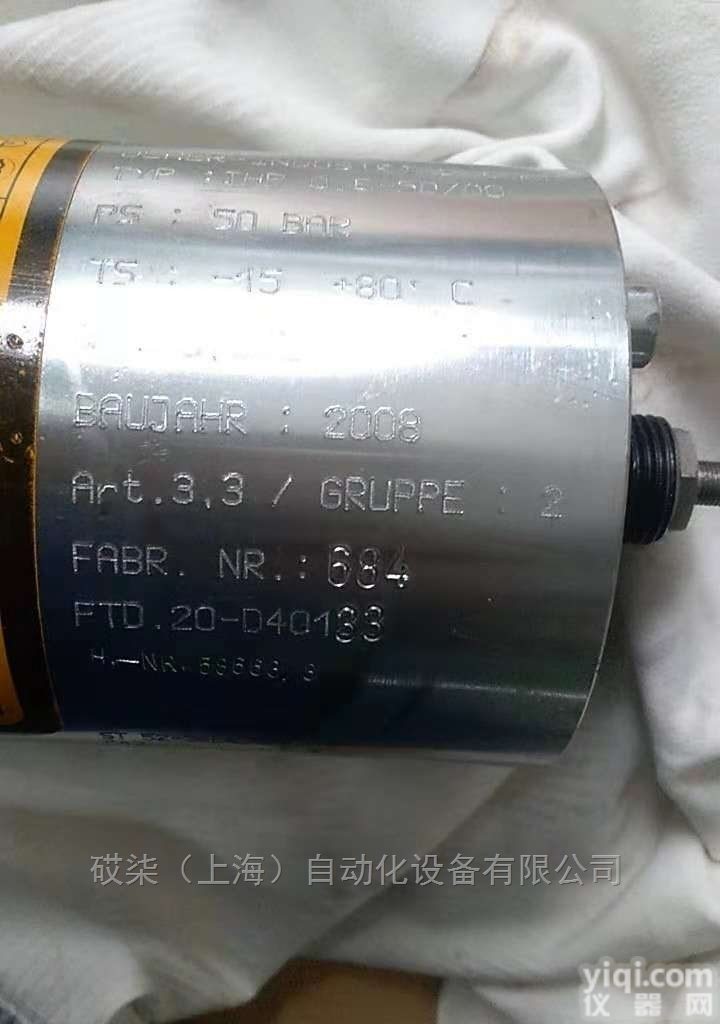 PS : 50 BAR
TS : -15 +80° C
BAUJAHR : 2008
Art.3.3 / GRUPPE : 2
FABR. NR.: 684
FTD.20-D40133
H.-NR.
砹柒（上海）自动化设备有限公司
yiqi.com
仪器网